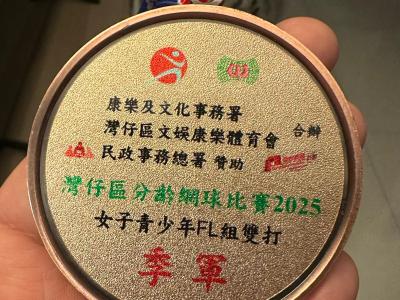 康樂及文化事務署
灣仔區文娛康樂體育會
合辦
民政事務總署 贊助
灣仔區分齡網球比賽2025
女子青少年FL組雙打
季軍